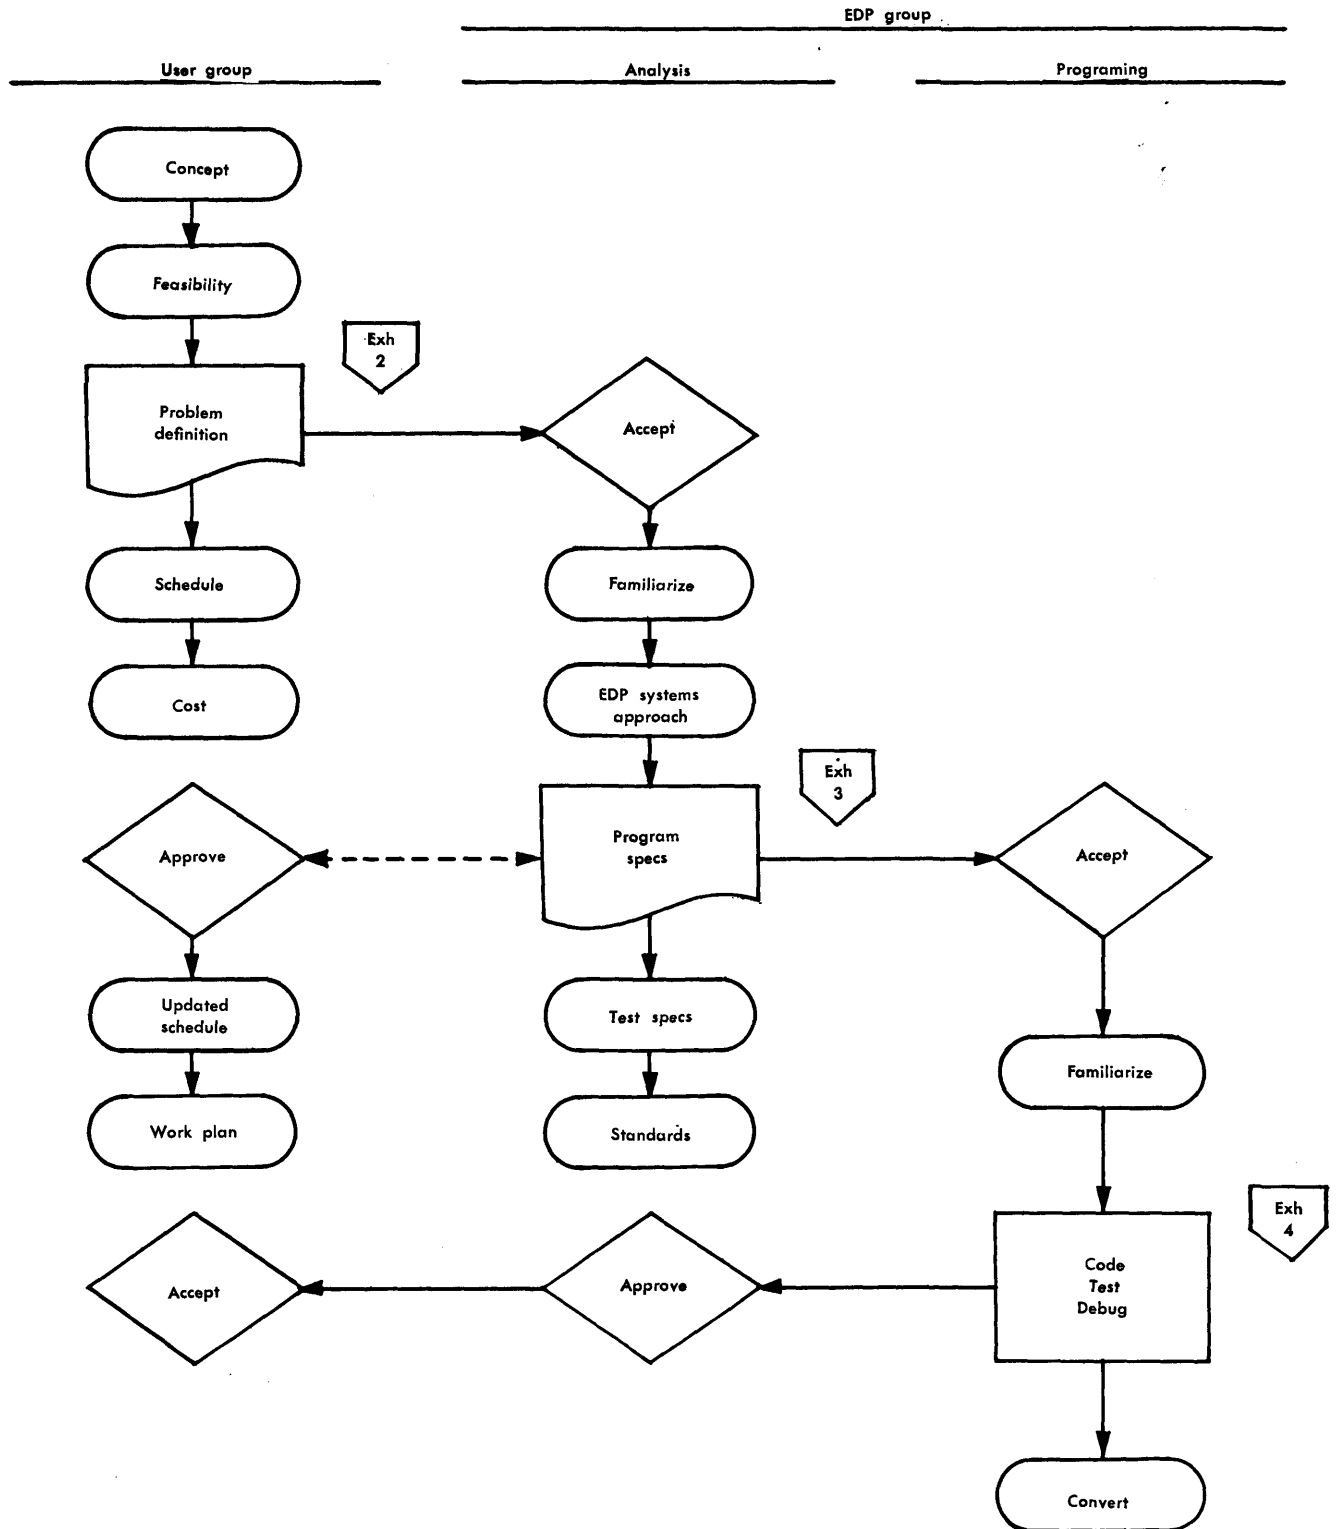 EDP group
User group
Analysis
Programing
Concept
Feasibility
Exh
2
Problem
definition
Accept
Schedule
Familiarize
Cost
EDP systems
approach
Exh
3
Approve
Program
specs
Accept
Updated
schedule
Test specs
Familiarize
Work plan
Standards
Exh
4
Accept
Approve
Code
Test
Debug
Convert